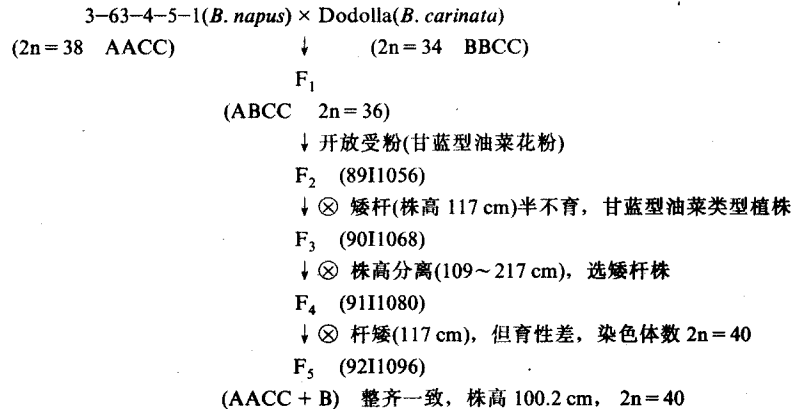 3-63-4-5-1(B. napus) × Dodolla(B. carinata)
(2n = 38 AACC) ↓ (2n = 34 BBCC)
F₁
(ABCC 2n = 36)
↓ 开放受粉(甘蓝型油菜花粉)
F₂ (89I1056)
↓ ⊗ 矮杆(株高 117 cm)半不育，甘蓝型油菜类型植株
F₃ (90I1068)
↓ ⊗ 株高分离(109～217 cm)，选矮杆株
F₄ (91I1080)
↓ ⊗ 杆矮(117 cm)，但育性差，染色体数 2n = 40
F₅ (92I1096)
(AACC + B) 整齐一致，株高 100.2 cm， 2n = 40